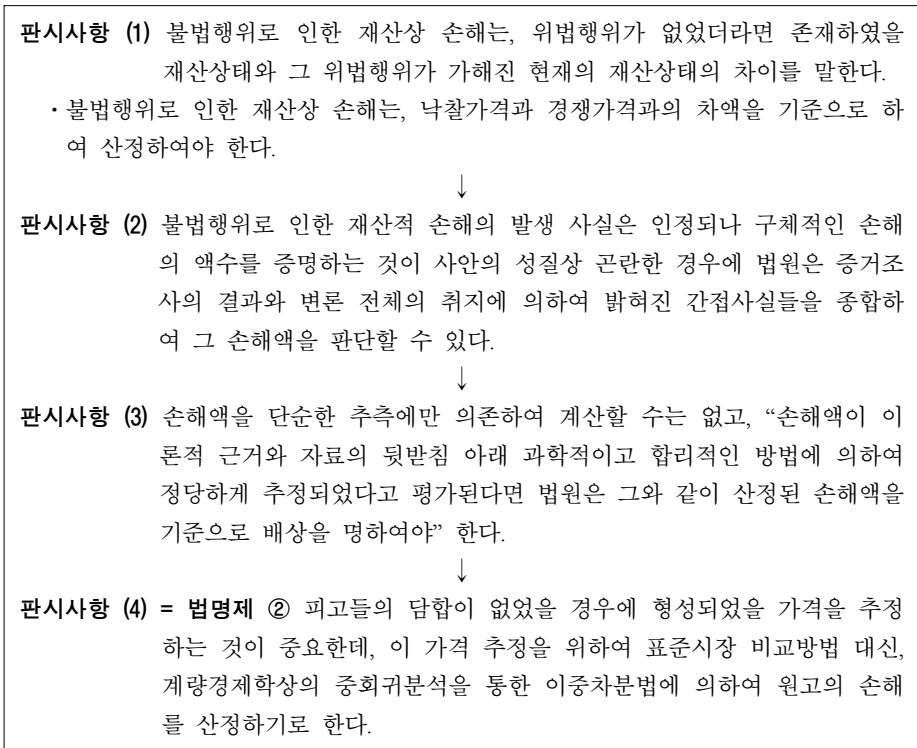 판시사항 (1) 불법행위로 인한 재산상 손해는, 위법행위가 없었더라면 존재하였을
재산상태와 그 위법행위가 가해진 현재의 재산상태의 차이를 말한다.
・불법행위로 인한 재산상 손해는, 낙찰가격과 경쟁가격과의 차액을 기준으로 하
여 산정하여야 한다.
↓
판시사항 (2) 불법행위로 인한 재산적 손해의 발생 사실은 인정되나 구체적인 손해
의 액수를 증명하는 것이 사안의 성질상 곤란한 경우에 법원은 증거조
사의 결과와 변론 전체의 취지에 의하여 밝혀진 간접사실들을 종합하
여 그 손해액을 판단할 수 있다.
↓
판시사항 (3) 손해액을 단순한 추측에만 의존하여 계산할 수는 없고, “손해액이 이
론적 근거와 자료의 뒷받침 아래 과학적이고 합리적인 방법에 의하여
정당하게 추정되었다고 평가된다면 법원은 그와 같이 산정된 손해액을
기준으로 배상을 명하여야” 한다.
↓
판시사항 (4) = 법명제 ② 피고들의 담합이 없었을 경우에 형성되었을 가격을 추정
하는 것이 중요한데, 이 가격 추정을 위하여 표준시장 비교방법 대신,
계량경제학상의 중회귀분석을 통한 이중차분법에 의하여 원고의 손해
를 산정하기로 한다.